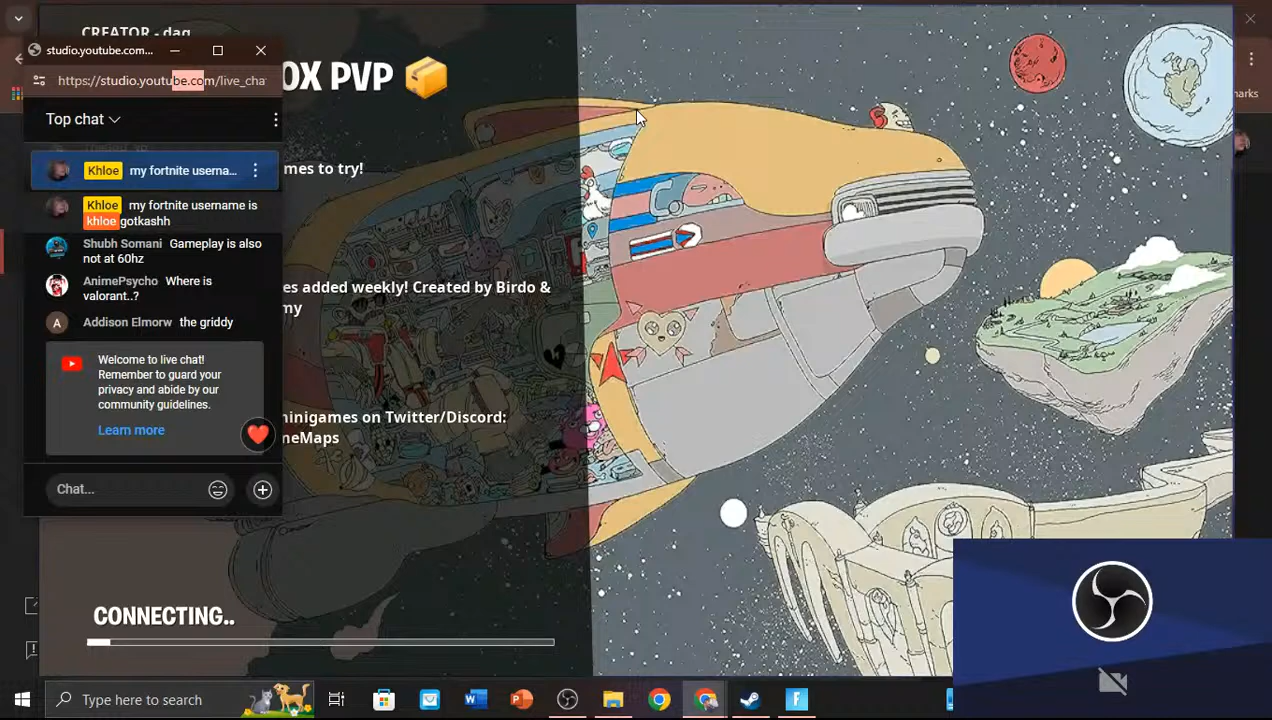 CREATOR - dag
studio.youtube.com...
OX PVP
https://studio.youtube.com/live_cha
arks
Top chat
mes to try!
Khloe my fortnite userna...
Khloe my fortnite username is
khloe gotkashh
Shubh Somani Gameplay is also
not at 60hz
AnimePsycho Where is
valorant..?
es added weekly! Created by Birdo &
my
A Addison Elmorw the griddy
Welcome to live chat!
Remember to guard your
privacy and abide by our
community guidelines.
Learn more
minigames on Twitter/Discord:
meMaps
Chat...
CONNECTING..
Type here to search